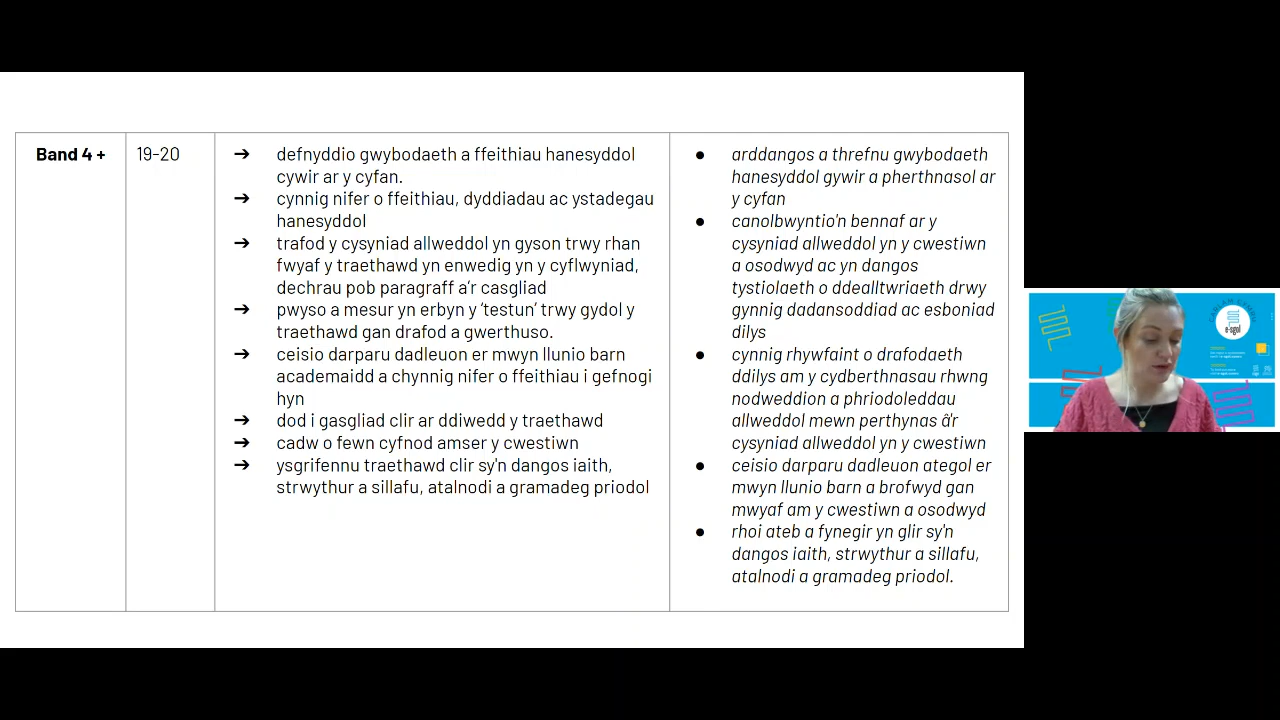 Band 4 +
19-20
➔ defnyddio gwybodaeth a ffeithiau hanesyddol
cywir ar y cyfan.
➔ cynnig nifer o ffeithiau, dyddiadau ac ystadegau
hanesyddol
➔ trafod y cysyniad allweddol yn gyson trwy rhan
fwyaf y traethawd yn enwedig yn y cyflwyniad,
dechrau pob paragraff a’r casgliad
➔ pwyso a mesur yn erbyn y ‘testun’ trwy gydol y
traethawd gan drafod a gwerthuso.
➔ ceisio darparu dadleuon er mwyn llunio barn
academaidd a chynnig nifer o ffeithiau i gefnogi
hyn
➔ dod i gasgliad clir ar ddiwedd y traethawd
➔ cadw o fewn cyfnod amser y cwestiwn
➔ ysgrifennu traethawd clir sy'n dangos iaith,
strwythur a sillafu, atalnodi a gramadeg priodol
● arddangos a threfnu gwybodaeth
hanesyddol gywir a pherthnasol ar
y cyfan
● canolbwyntio'n bennaf ar y
cysyniad allweddol yn y cwestiwn
a osodwyd ac yn dangos
tystiolaeth o ddealltwriaeth drwy
gynnig dadansoddiad ac esboniad
dilys
● cynnig rhywfaint o drafodaeth
ddilys am y cydberthnasau rhwng
nodweddion a phriodoleddau
allweddol mewn perthynas â'r
cysyniad allweddol yn y cwestiwn
● ceisio darparu dadleuon ategol er
mwyn llunio barn a brofwyd gan
mwyaf am y cwestiwn a osodwyd
● rhoi ateb a fynegir yn glir sy'n
dangos iaith, strwythur a sillafu,
atalnodi a gramadeg priodol.
e-sgol